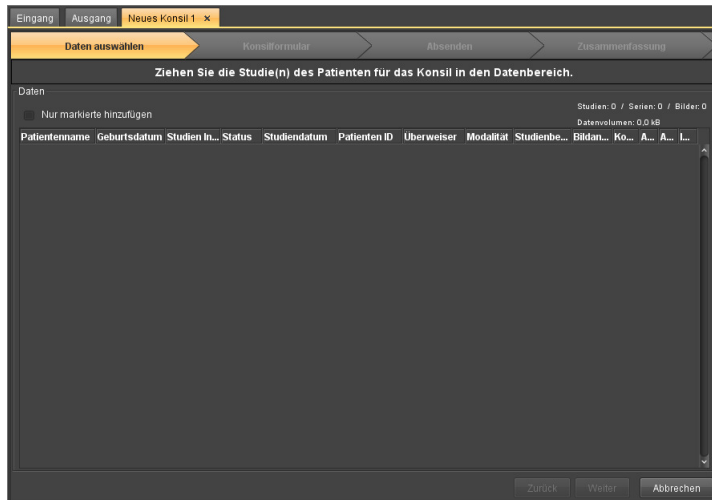 Eingang Ausgang Neues Konsil 1 ×
Daten auswählen Konsilformular Absenden Zusammenfassung
Ziehen Sie die Studie(n) des Patienten für das Konsil in den Datenbereich.
Daten
Studien: 0 / Serien: 0 / Bilder: 0
Nur markierte hinzufügen
Datenvolumen: 0,0 kB
Patientenname Geburtsdatum Studien In... Status Studiendatum Patienten ID Überweiser Modalität Studienbe... Bildan... Ko... A... A... I...
Zurück Weiter Abbrechen